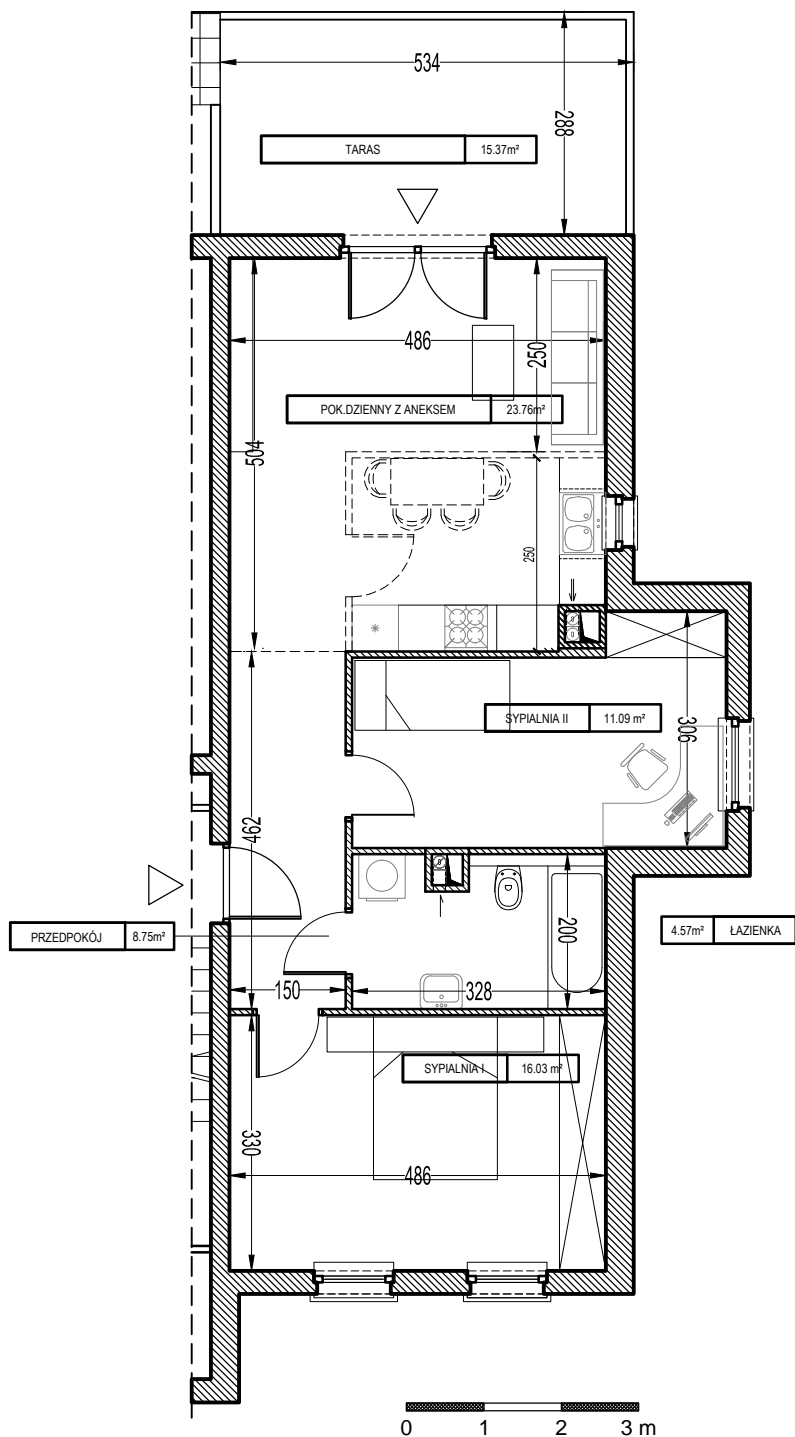 534
288
TARAS 15.37m²
486
250
POK.DZIENNY Z ANEKSEM 23.76m²
504
250
SYPIALNIA II 11.09 m²
306
462
PRZEDPOKÓJ 8.75m²
200
4.57m² ŁAZIENKA
150
328
SYPIALNIA I 16.03 m²
330
486
0 1 2 3 m